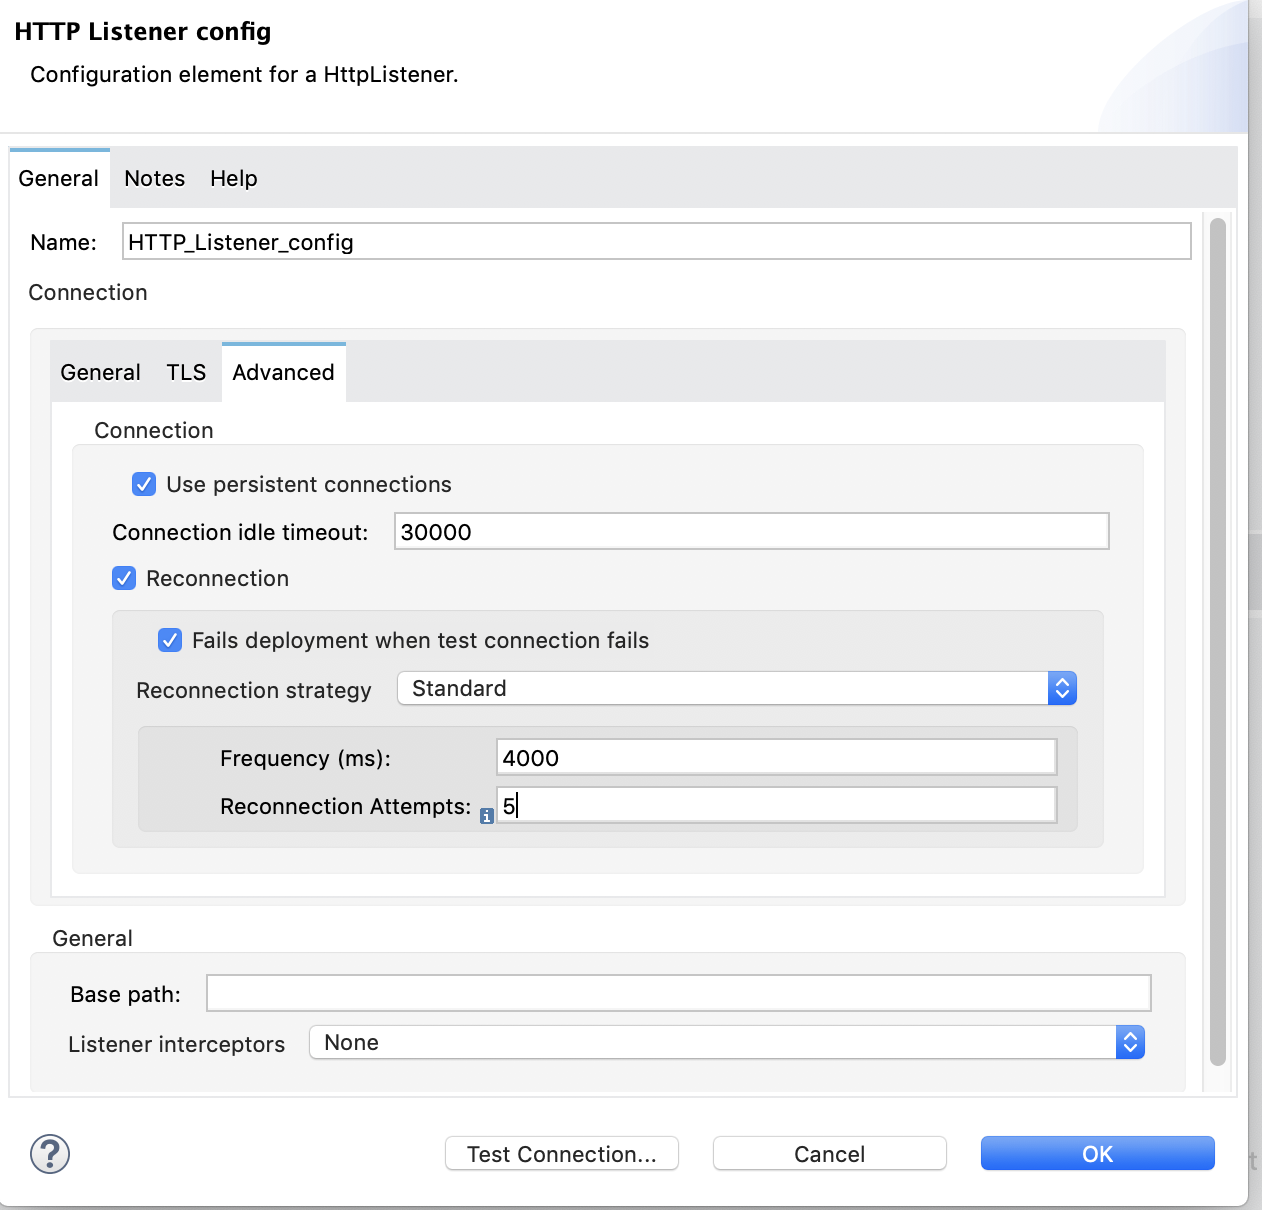 HTTP Listener config
Configuration element for a HttpListener.
General Notes Help
Name: HTTP_Listener_config
Connection
General TLS Advanced
Connection
Use persistent connections
Connection idle timeout: 30000
Reconnection
Fails deployment when test connection fails
Reconnection strategy Standard
Frequency (ms): 4000
Reconnection Attempts: i 5
General
Base path:
Listener interceptors None
? Test Connection... Cancel OK
t